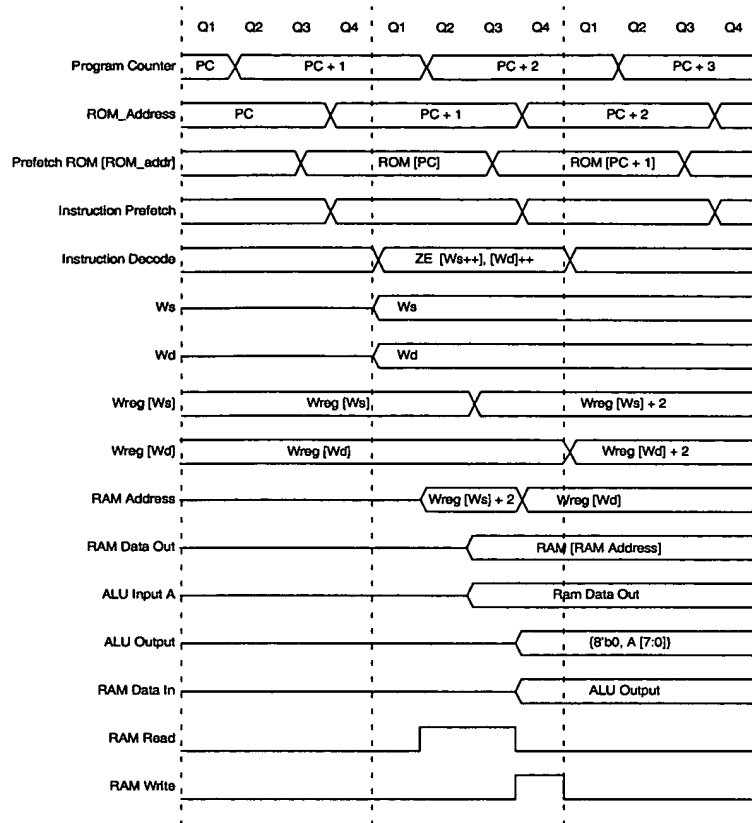 Q1 Q2 Q3 Q4 Q1 Q2 Q3 Q4 Q1 Q2 Q3 Q4
Program Counter PC PC + 1 PC + 2 PC + 3
ROM_Address PC PC + 1 PC + 2
Prefetch ROM [ROM_addr] ROM [PC] ROM [PC + 1]
Instruction Prefetch
Instruction Decode ZE [Ws++], [Wd]++
Ws Ws
Wd Wd
Wreg [Ws] Wreg [Ws] Wreg [Ws] + 2
Wreg [Wd] Wreg [Wd] Wreg [Wd] + 2
RAM Address Wreg [Ws] + 2 Wreg [Wd]
RAM Data Out RAM [RAM Address]
ALU Input A Ram Data Out
ALU Output {8'b0, A [7:0]}
RAM Data In ALU Output
RAM Read
RAM Write